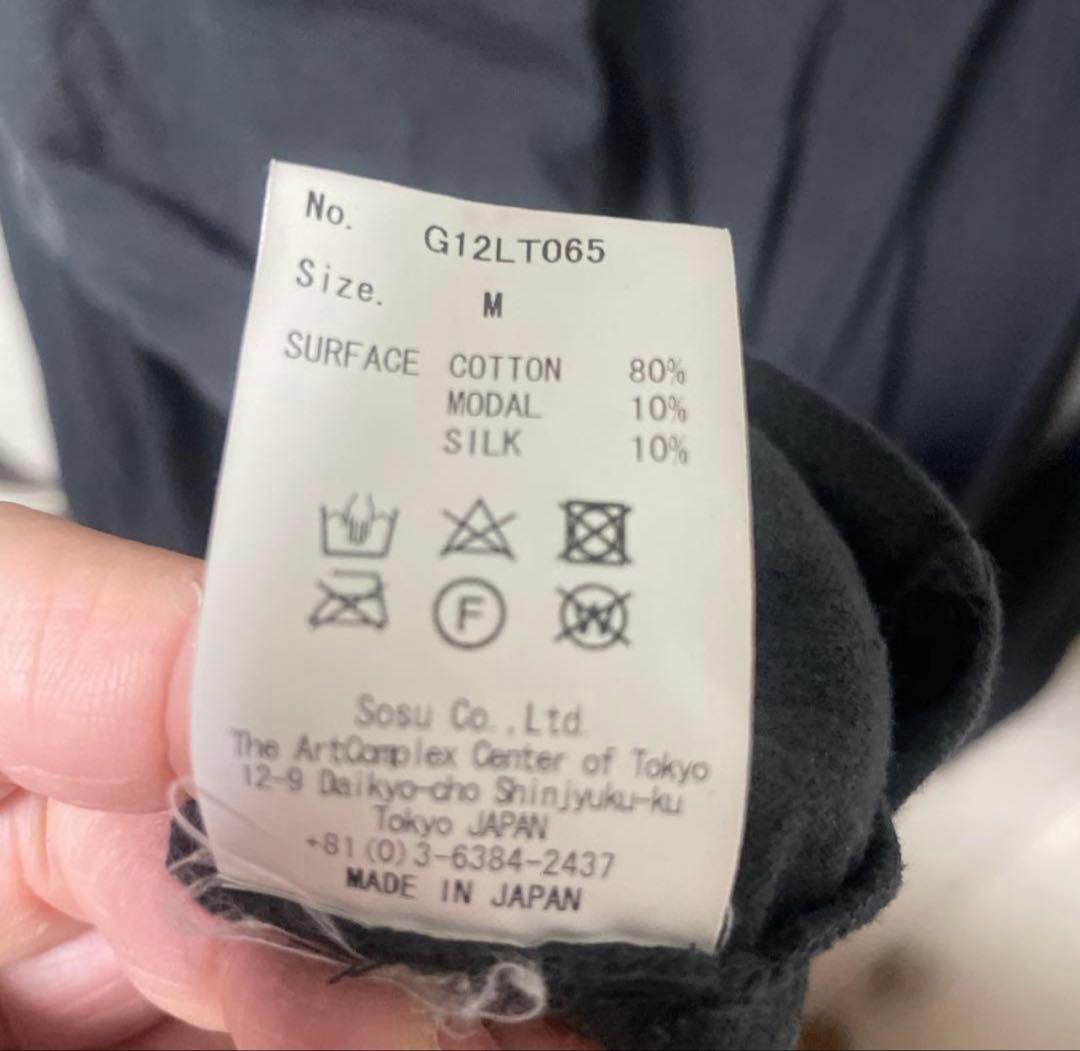 No. G12LT065
Size. M
SURFACE COTTON 80%
MODAL 10%
SILK 10%
F
W
Sosu Co.,Ltd.
The ArtComplex Center of Tokyo
12-9 Daikyo-cho Shinjyuku-ku
Tokyo JAPAN
+81(0)3-6384-2437
MADE IN JAPAN